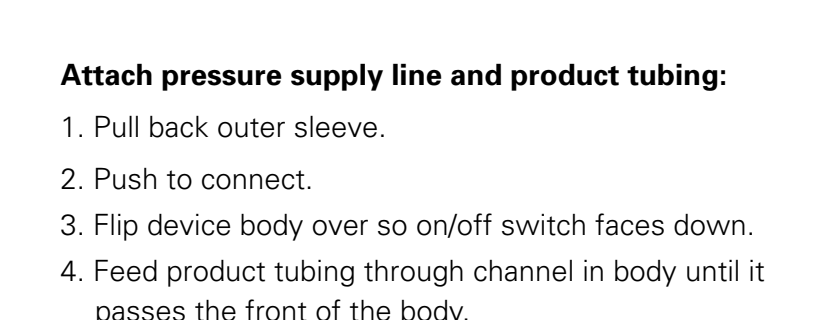 Attach pressure supply line and product tubing:
1. Pull back outer sleeve.
2. Push to connect.
3. Flip device body over so on/off switch faces down.
4. Feed product tubing through channel in body until it
passes the front of the body.